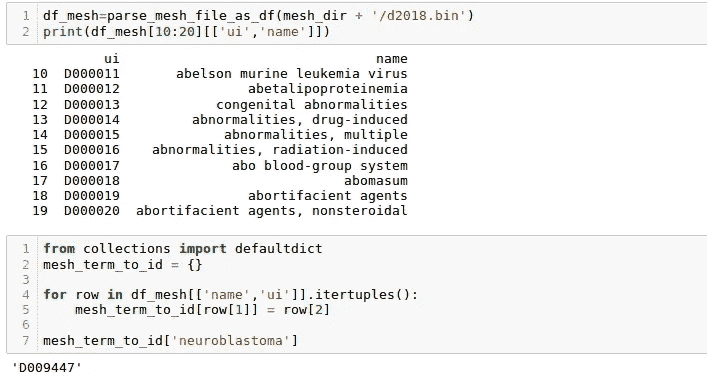 1 df_mesh=parse_mesh_file_as_df(mesh_dir + '/d2018.bin')
2 print(df_mesh[10:20][['ui','name']])
ui name
10 D000011 abelson murine leukemia virus
11 D000012 abetalipoproteinemia
12 D000013 congenital abnormalities
13 D000014 abnormalities, drug-induced
14 D000015 abnormalities, multiple
15 D000016 abnormalities, radiation-induced
16 D000017 abo blood-group system
17 D000018 abomasum
18 D000019 abortifacient agents
19 D000020 abortifacient agents, nonsteroidal
1 from collections import defaultdict
2 mesh_term_to_id = {}
3
4 for row in df_mesh[['name','ui']].itertuples():
5     mesh_term_to_id[row[1]] = row[2]
6
7 mesh_term_to_id['neuroblastoma']
'D009447'